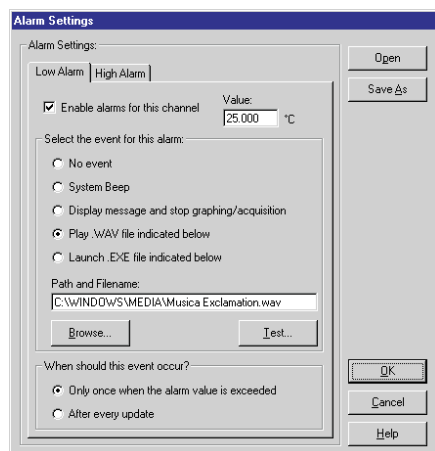 Alarm Settings
Alarm Settings:
Low Alarm
High Alarm
Enable alarms for this channel
Value:
25.000 °C
Select the event for this alarm:
No event
System Beep
Display message and stop graphing/acquisition
Play .WAV file indicated below
Launch .EXE file indicated below
Path and Filename:
C:\WINDOWS\MEDIA\Musica Exclamation.wav
Browse...
Test...
When should this event occur?
Only once when the alarm value is exceeded
After every update
Open
Save As
OK
Cancel
Help